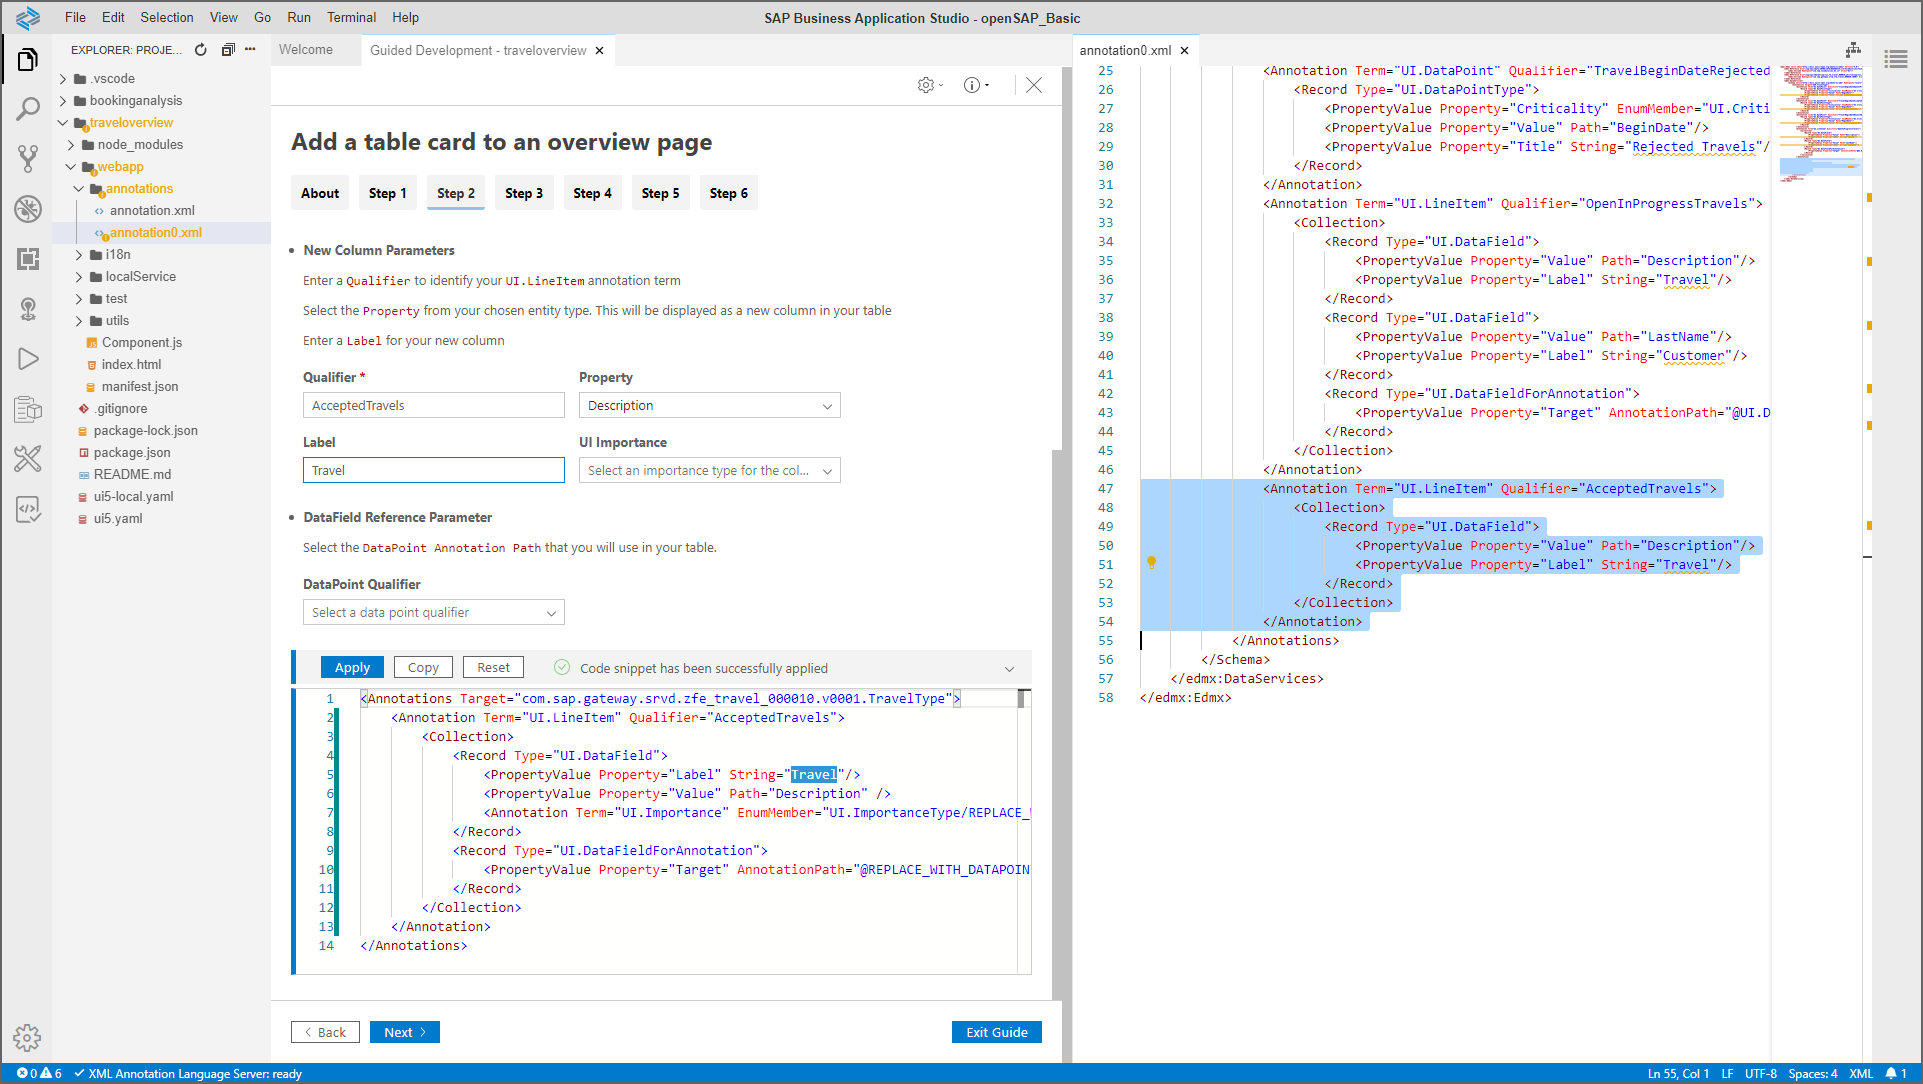 File Edit Selection View Go Run Terminal Help
SAP Business Application Studio - openSAP_Basic
EXPLORER: PROJE...
.vscode
bookinganalysis
traveloverview
node_modules
webapp
annotations
annotation.xml
annotation0.xml
i18n
localService
test
utils
Component.js
index.html
manifest.json
.gitignore
package-lock.json
package.json
README.md
ui5-local.yaml
ui5.yaml
Welcome
Guided Development - traveloverview
Add a table card to an overview page
About Step 1 Step 2 Step 3 Step 4 Step 5 Step 6
New Column Parameters
Enter a Qualifier to identify your UI.LineItem annotation term
Select the Property from your chosen entity type. This will be displayed as a new column in your table
Enter a Label for your new column
Qualifier * Property
AcceptedTravels Description
Label UI Importance
Travel Select an importance type for the col...
DataField Reference Parameter
Select the DataPoint Annotation Path that you will use in your table.
DataPoint Qualifier
Select a data point qualifier
Apply Copy Reset Code snippet has been successfully applied
1 <Annotations Target="com.sap.gateway.srvd.zfe_travel_000010.v0001.TravelType">
2 <Annotation Term="UI.LineItem" Qualifier="AcceptedTravels">
3 <Collection>
4 <Record Type="UI.DataField">
5 <PropertyValue Property="Label" String="Travel"/>
6 <PropertyValue Property="Value" Path="Description" />
7 <Annotation Term="UI.Importance" EnumMember="UI.ImportanceType/REPLACE_
8 </Record>
9 <Record Type="UI.DataFieldForAnnotation">
10 <PropertyValue Property="Target" AnnotationPath="@REPLACE_WITH_DATAPOIN
11 </Record>
12 </Collection>
13 </Annotation>
14 </Annotations>
Back Next Exit Guide
annotation0.xml
25 <Annotation Term="UI.DataPoint" Qualifier="TravelBeginDateRejected
26 <Record Type="UI.DataPointType">
27 <PropertyValue Property="Criticality" EnumMember="UI.Criti
28 <PropertyValue Property="Value" Path="BeginDate"/>
29 <PropertyValue Property="Title" String="Rejected Travels"/
30 </Record>
31 </Annotation>
32 <Annotation Term="UI.LineItem" Qualifier="OpenInProgressTravels">
33 <Collection>
34 <Record Type="UI.DataField">
35 <PropertyValue Property="Value" Path="Description"/>
36 <PropertyValue Property="Label" String="Travel"/>
37 </Record>
38 <Record Type="UI.DataField">
39 <PropertyValue Property="Value" Path="LastName"/>
40 <PropertyValue Property="Label" String="Customer"/>
41 </Record>
42 <Record Type="UI.DataFieldForAnnotation">
43 <PropertyValue Property="Target" AnnotationPath="@UI.D
44 </Record>
45 </Collection>
46 </Annotation>
47 <Annotation Term="UI.LineItem" Qualifier="AcceptedTravels">
48 <Collection>
49 <Record Type="UI.DataField">
50 <PropertyValue Property="Value" Path="Description"/>
51 <PropertyValue Property="Label" String="Travel"/>
52 </Record>
53 </Collection>
54 </Annotation>
55 </Annotations>
56 </Schema>
57 </edmx:DataServices>
58 </edmx:Edmx>
0 6 XML Annotation Language Server: ready
Ln 55, Col 1 LF UTF-8 Spaces: 4 XML 1